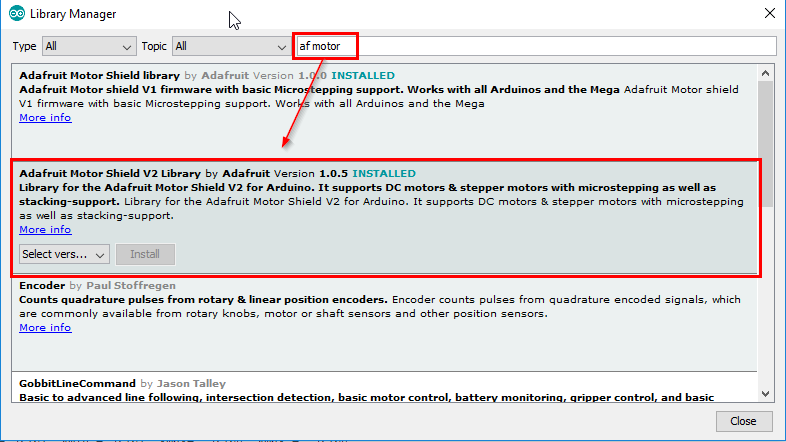 Library Manager
Type All Topic All af motor
Adafruit Motor Shield library by Adafruit Version 1.0.0 INSTALLED
Adafruit Motor shield V1 firmware with basic Microstepping support. Works with all Arduinos and the Mega Adafruit Motor shield
V1 firmware with basic Microstepping support. Works with all Arduinos and the Mega
More info
Adafruit Motor Shield V2 Library by Adafruit Version 1.0.5 INSTALLED
Library for the Adafruit Motor Shield V2 for Arduino. It supports DC motors & stepper motors with microstepping as well as
stacking-support. Library for the Adafruit Motor Shield V2 for Arduino. It supports DC motors & stepper motors with microstepping
as well as stacking-support.
More info
Select vers... Install
Encoder by Paul Stoffregen
Counts quadrature pulses from rotary & linear position encoders. Encoder counts pulses from quadrature encoded signals, which
are commonly available from rotary knobs, motor or shaft sensors and other position sensors.
More info
GobbitLineCommand by Jason Talley
Basic to advanced line following, intersection detection, basic motor control, battery monitoring, gripper control, and basic
Close